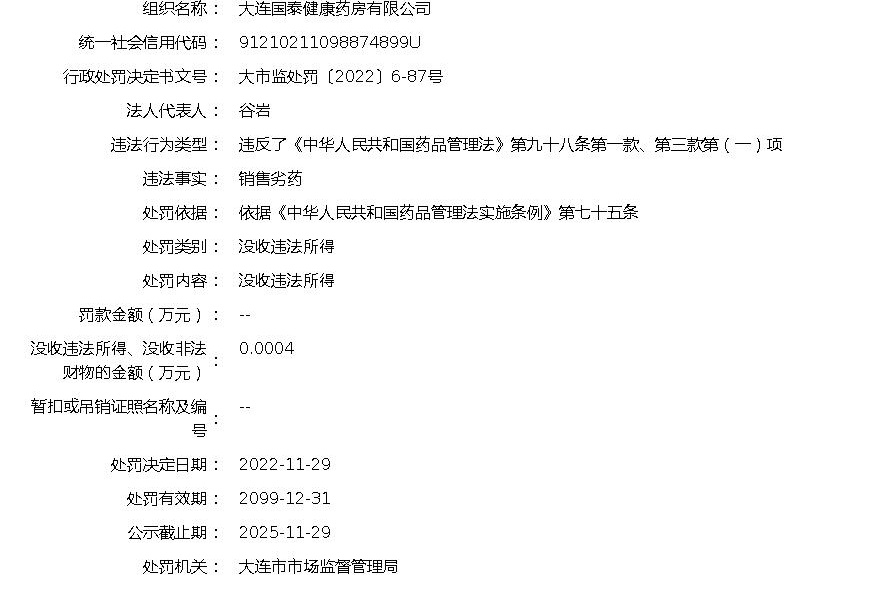 组织名称： 大连国泰健康药房有限公司
统一社会信用代码： 91210211098874899U
行政处罚决定书文号： 大市监处罚〔2022〕6-87号
法人代表人： 谷岩
违法行为类型： 违反了《中华人民共和国药品管理法》第九十八条第一款、第三款第（一）项
违法事实： 销售劣药
处罚依据： 依据《中华人民共和国药品管理法实施条例》第七十五条
处罚类别： 没收违法所得
处罚内容： 没收违法所得
罚款金额（万元）： --
没收违法所得、没收非法
财物的金额（万元）： 0.0004
暂扣或吊销证照名称及编
号： --
处罚决定日期： 2022-11-29
处罚有效期： 2099-12-31
公示截止期： 2025-11-29
处罚机关： 大连市市场监督管理局